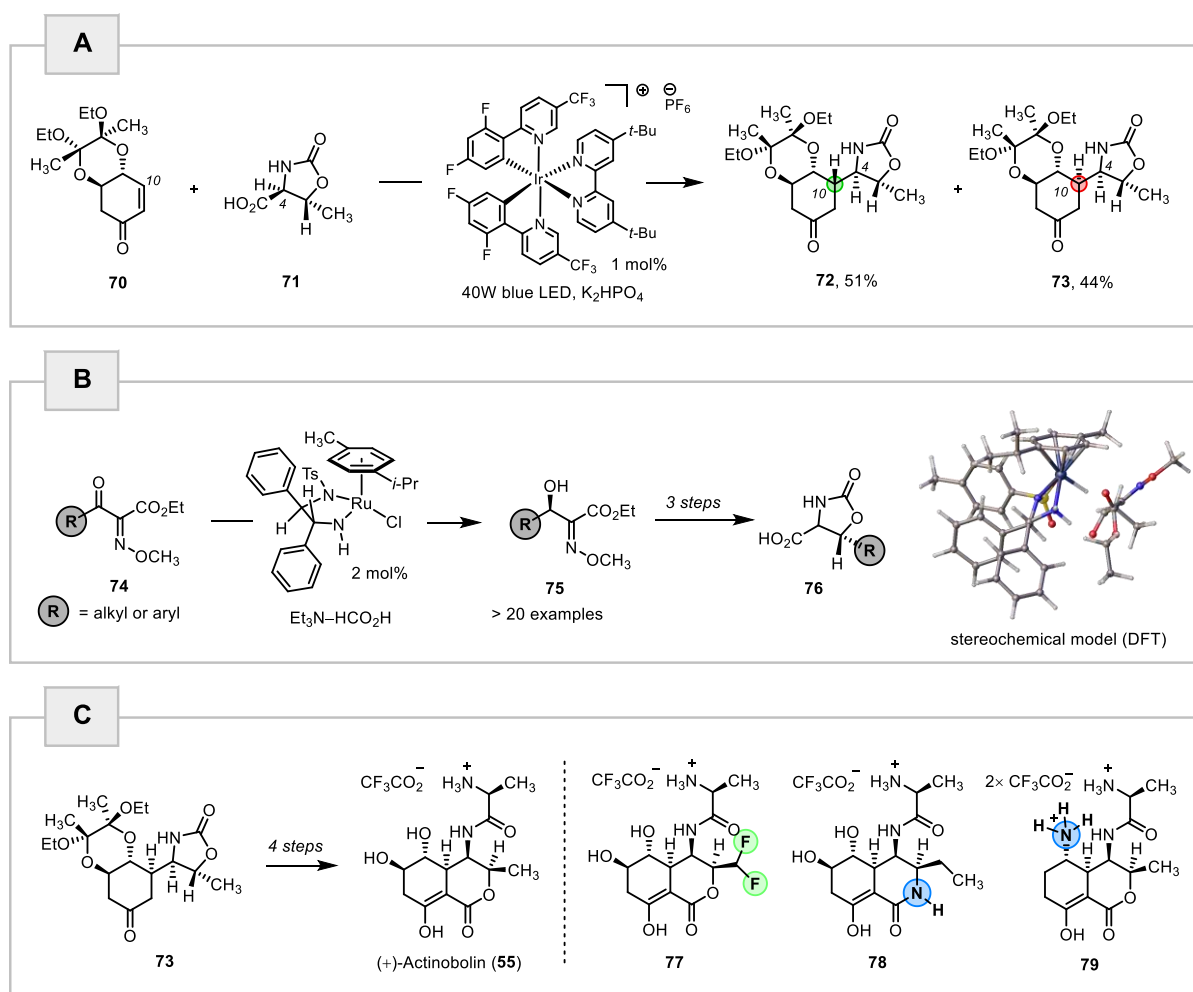 A
EtO
OEt
CH3
H3C
O
O
10
O
70
+
HN
O
O
H
HO2C
4
H
CH3
71
CF3
F
N
F
Ir
F
F
N
CF3
N
N
t-Bu
t-Bu
⊕
⊖
PF6
1 mol%
40W blue LED, K2HPO4
H3C
OEt
H3C
EtO
O
O
H
HN
O
O
4
10
H
H
CH3
O
72, 51%
+
H3C
OEt
H3C
EtO
O
O
H
HN
O
O
4
10
H
H
CH3
O
73, 44%
B
O
R
CO2Et
N
OCH3
74
R = alkyl or aryl
H3C
Ts
H
N
i-Pr
Ru
Cl
H
N
H
2 mol%
Et3N–HCO2H
OH
R
CO2Et
N
OCH3
75
> 20 examples
3 steps
HN
O
O
HO2C
H
R
76
stereochemical model (DFT)
C
H3C
OEt
H3C
EtO
O
O
H
HN
O
O
H
H
CH3
O
73
4 steps
CF3CO2−
+
H3N
CH3
HO
HN
O
HO
H
H
CH3
O
OH
O
(+)-Actinobolin (55)
CF3CO2−
+
H3N
CH3
HO
HN
O
HO
H
H
F
F
O
OH
O
77
CF3CO2−
+
H3N
CH3
HO
HN
O
HO
H
H
CH3
N
H
OH
O
78
2× CF3CO2−
+
H3N
CH3
H
H
+
H
N
HN
O
H
H
CH3
O
OH
O
79